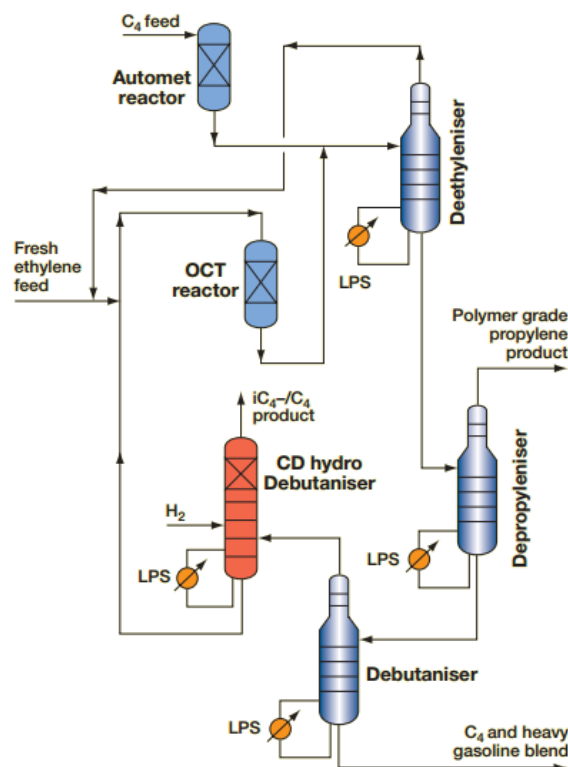 C₄ feed
Automet
reactor
Deethyleniser
LPS
Fresh
ethylene
feed
OCT
reactor
Polymer grade
propylene
product
iC₄–/C₄
product
CD hydro
Debutaniser
H₂
LPS
Depropyleniser
LPS
Debutaniser
LPS
C₄ and heavy
gasoline blend